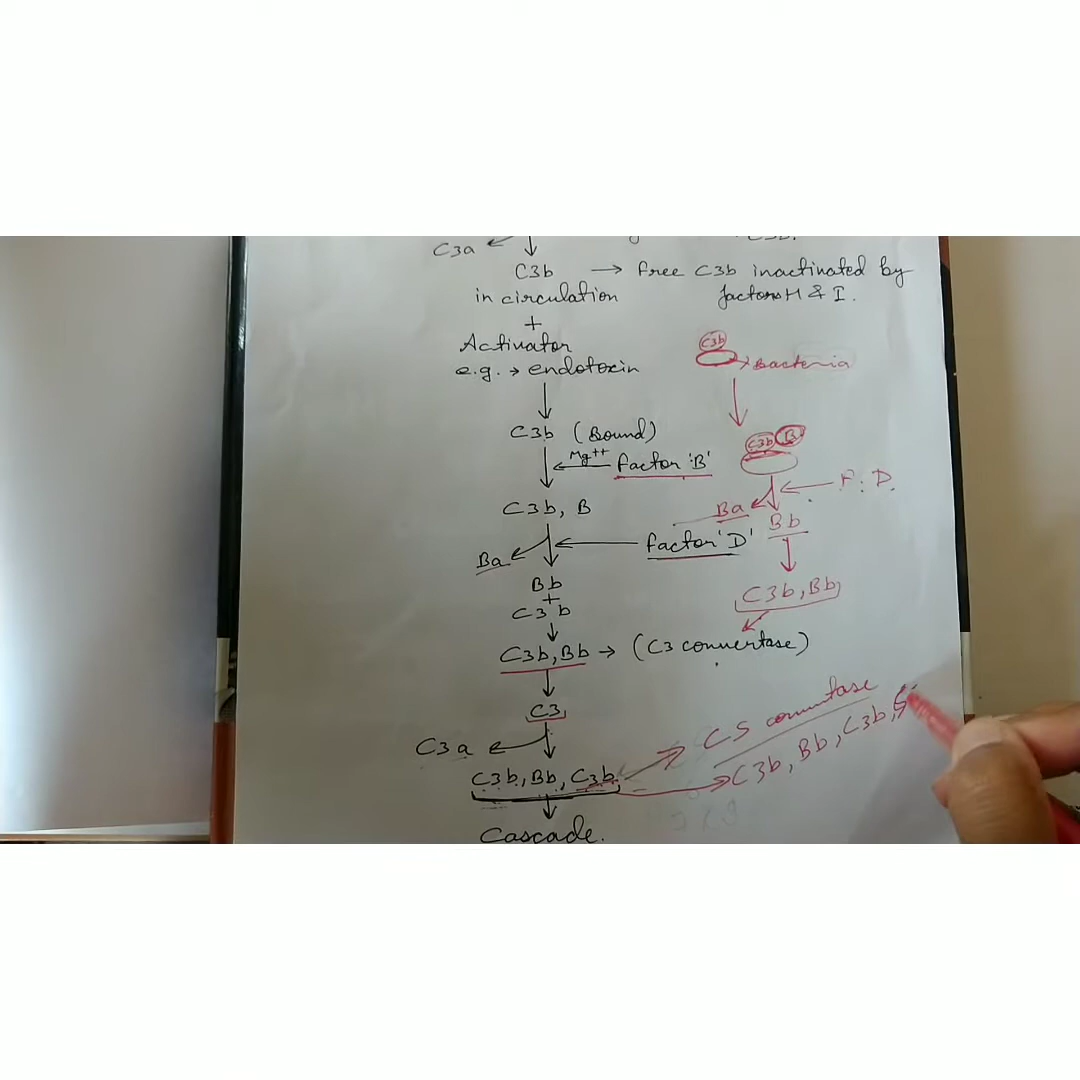 C3a
C3b → free C3b inactivated by
in circulation factors H & I.
+
Activator
e.g. → endotoxin
C3b
Bacteria
C3b (Bound)
Mg++ factor 'B'
C3b B
C3b, B
F. D.
Ba
Bb
Ba
factor 'D'
Bb
+
C3b
C3b, Bb
C3b, Bb → (C3 convertase)
C3
C3a
C3b, Bb, C3b
C5 convertase
C3b, Bb, C3b,
Cascade.